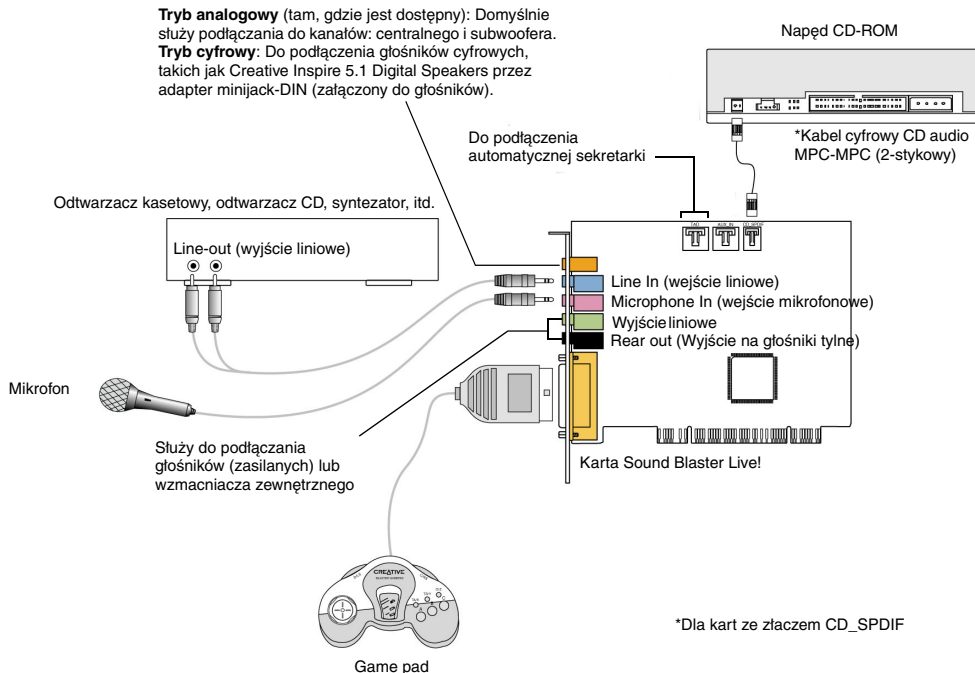 Tryb analogowy (tam, gdzie jest dostępny): Domyślnie
służy podłączania do kanałów: centralnego i subwoofera.
Tryb cyfrowy: Do podłączenia głośników cyfrowych,
takich jak Creative Inspire 5.1 Digital Speakers przez
adapter minijack-DIN (załączony do głośników).
Napęd CD-ROM
*Kabel cyfrowy CD audio
MPC-MPC (2-stykowy)
Do podłączenia
automatycznej sekretarki
Odtwarzacz kasetowy, odtwarzacz CD, syntezator, itd.
Line-out (wyjście liniowe)
TAD
AUX_IN
CD_SPDIF
Line In (wejście liniowe)
Microphone In (wejście mikrofonowe)
Wyjście liniowe
Rear out (Wyjście na głośniki tylne)
Mikrofon
Służy do podłączania
głośników (zasilanych) lub
wzmacniacza zewnętrznego
Karta Sound Blaster Live!
CREATIVE
*Dla kart ze złaczem CD_SPDIF
Game pad